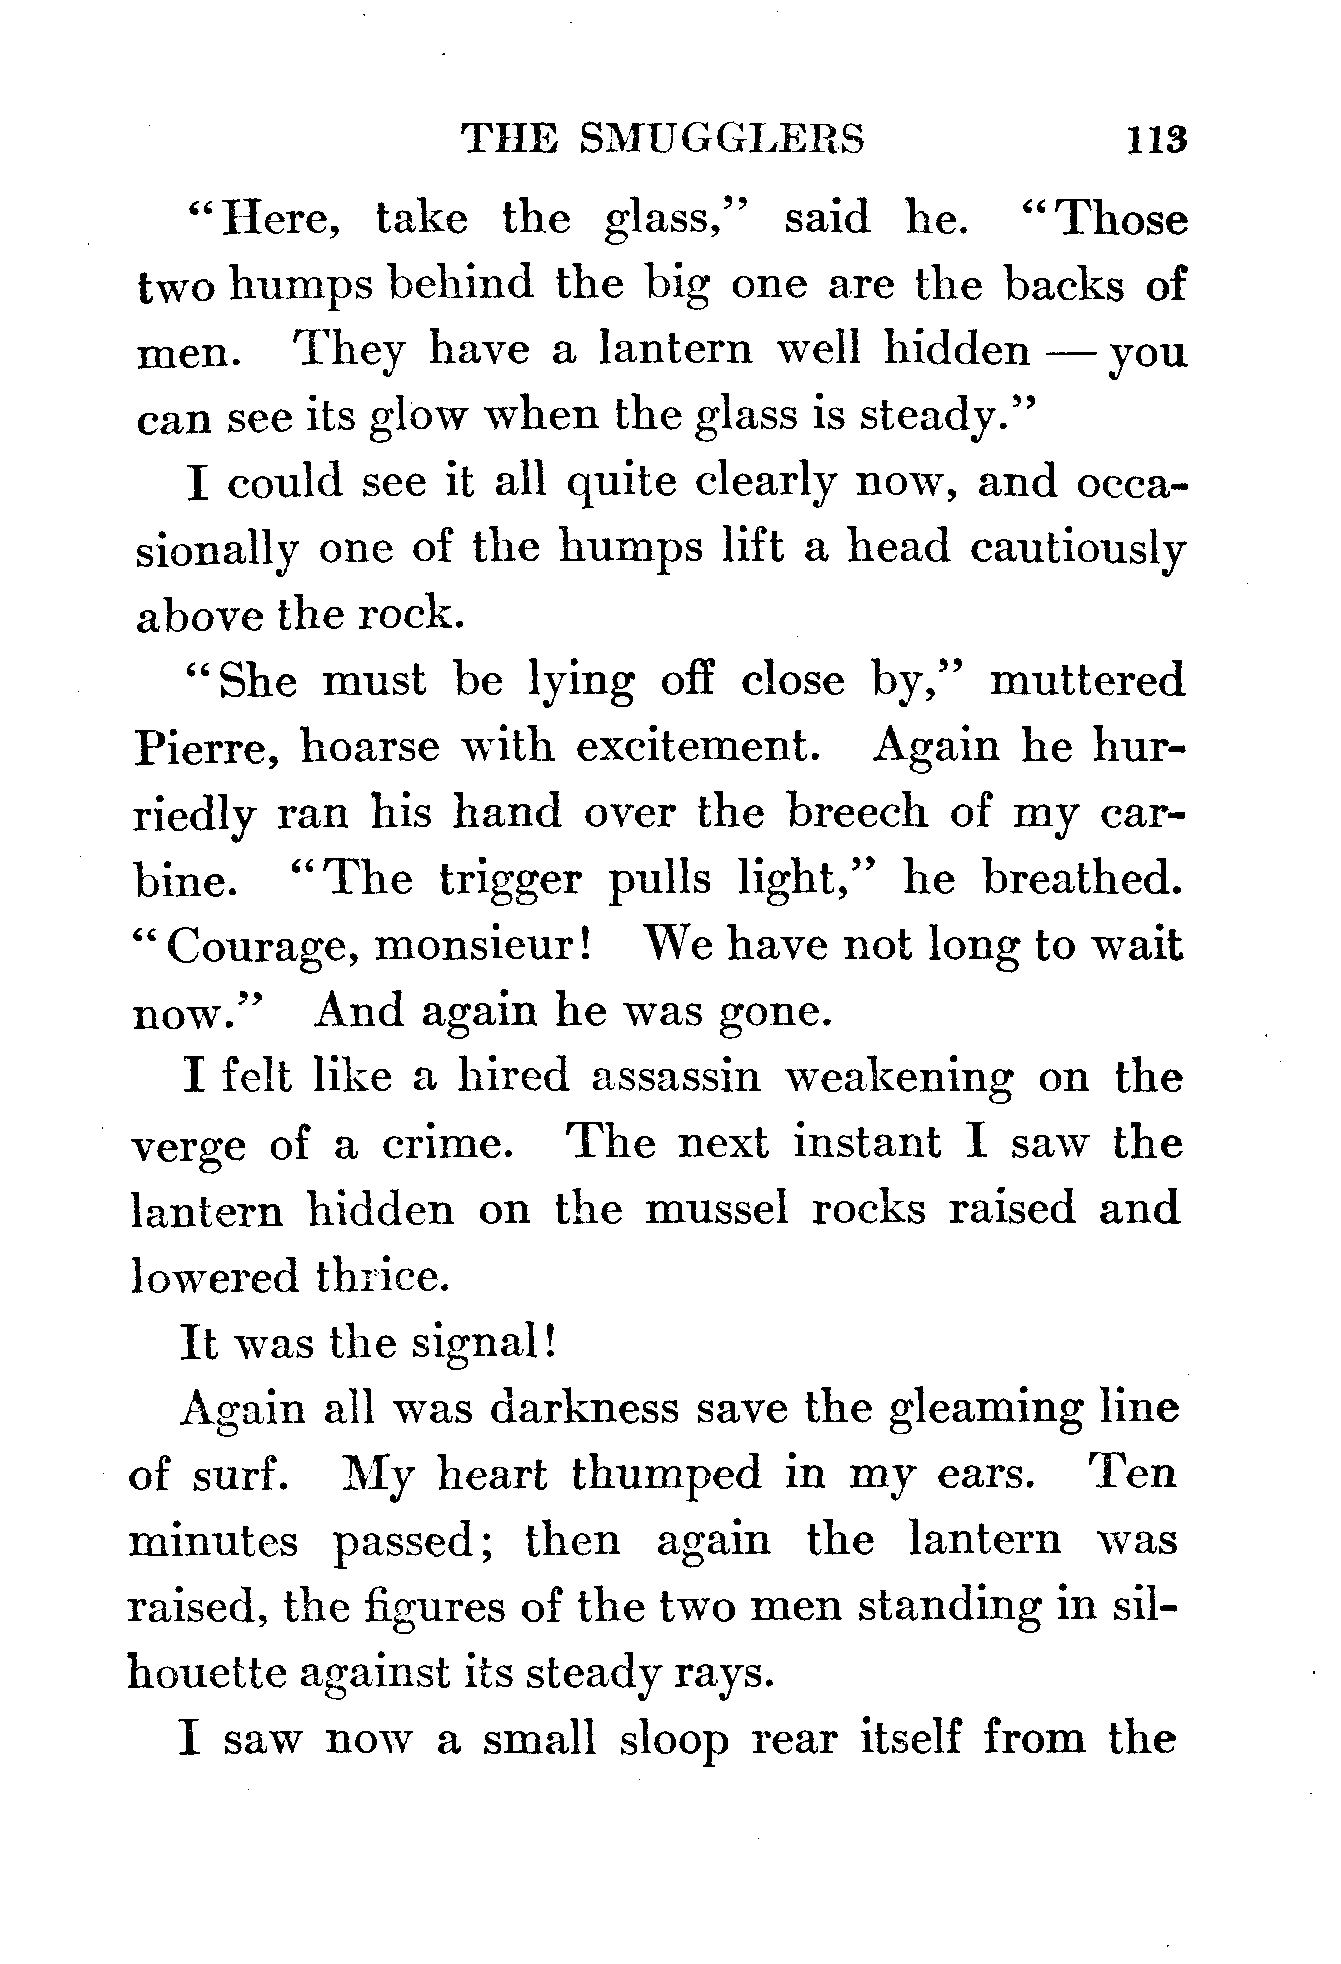 THE SMUGGLERS 113
“Here, take the glass,” said he. “Those
two humps behind the big one are the backs of
men. They have a lantern well hidden — you
can see its glow when the glass is steady.”
I could see it all quite clearly now, and occa-
sionally one of the humps lift a head cautiously
above the rock.
“She must be lying off close by,” muttered
Pierre, hoarse with excitement. Again he hur-
riedly ran his hand over the breech of my car-
bine. “The trigger pulls light,” he breathed.
“Courage, monsieur! We have not long to wait
now.” And again he was gone.
I felt like a hired assassin weakening on the
verge of a crime. The next instant I saw the
lantern hidden on the mussel rocks raised and
lowered thrice.
It was the signal!
Again all was darkness save the gleaming line
of surf. My heart thumped in my ears. Ten
minutes passed; then again the lantern was
raised, the figures of the two men standing in sil-
houette against its steady rays.
I saw now a small sloop rear itself from the